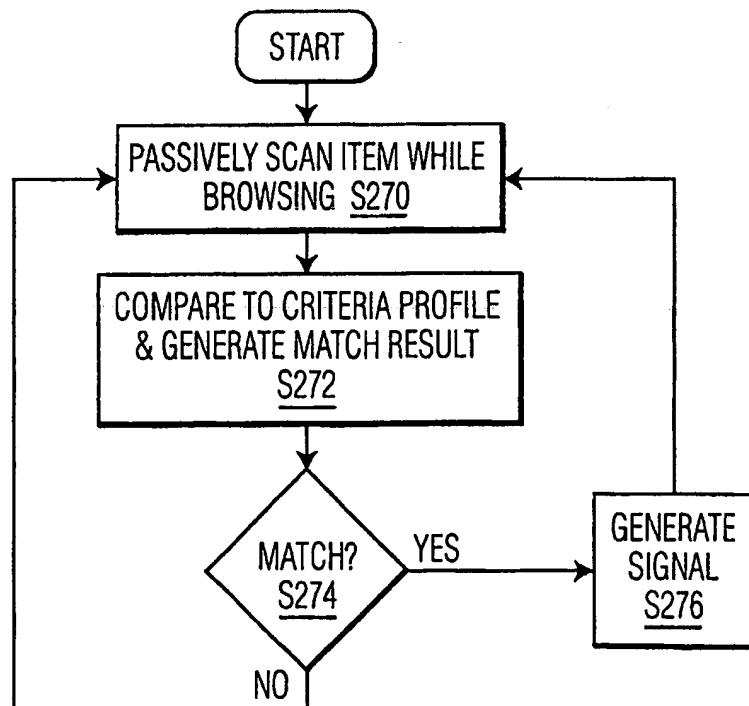 START
PASSIVELY SCAN ITEM WHILE
BROWSING S270
COMPARE TO CRITERIA PROFILE
& GENERATE MATCH RESULT
S272
MATCH?
S274
YES
GENERATE
SIGNAL
S276
NO